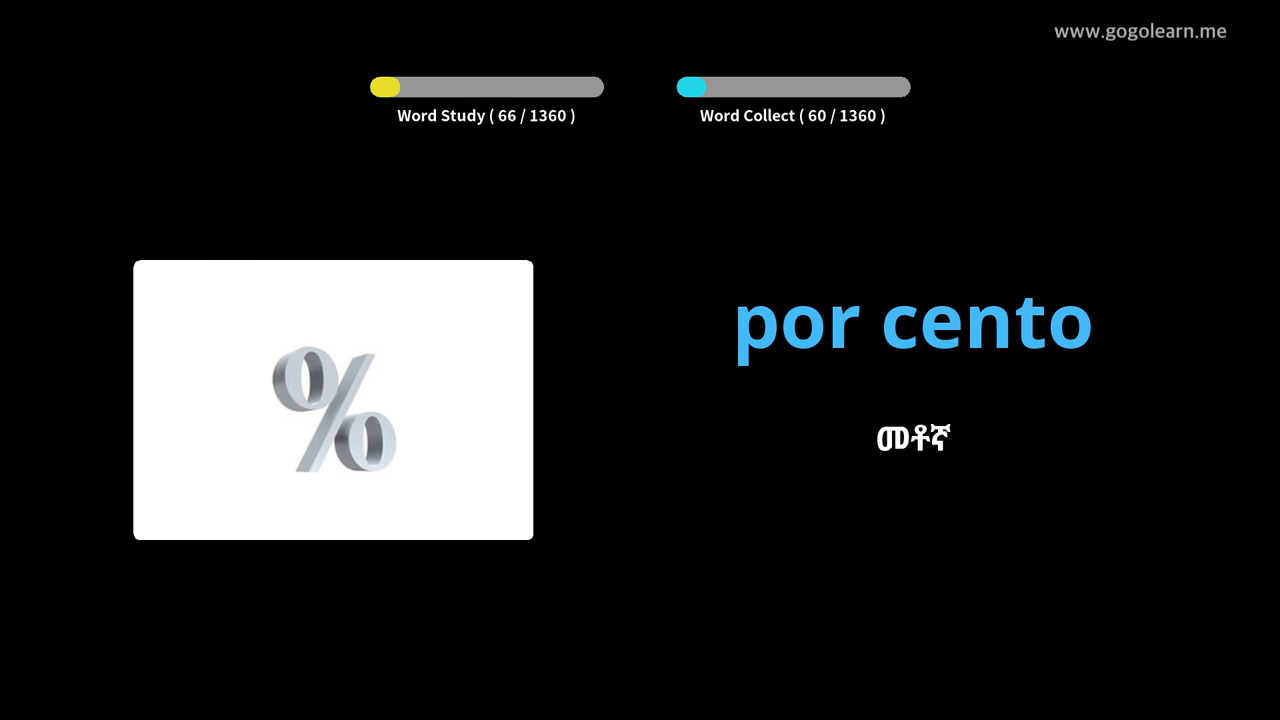 www.gogolearn.me
Word Study ( 66 / 1360 )
Word Collect ( 60 / 1360 )
%
por cento
መቶኛ